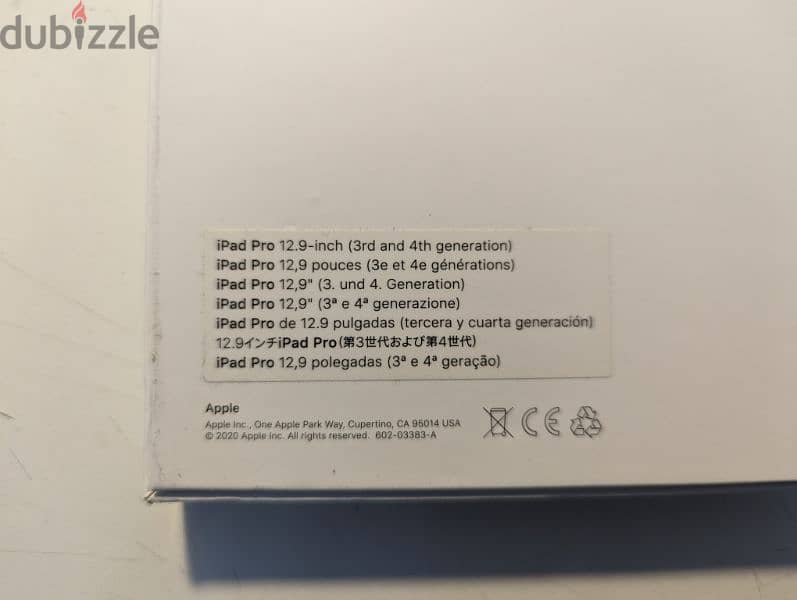 dubizzle
iPad Pro 12.9-inch (3rd and 4th generation)
iPad Pro 12,9 pouces (3e et 4e générations)
iPad Pro 12,9" (3. und 4. Generation)
iPad Pro 12,9" (3ª e 4ª generazione)
iPad Pro de 12.9 pulgadas (tercera y cuarta generación)
12.9インチiPad Pro(第3世代および第4世代)
iPad Pro 12,9 polegadas (3ª e 4ª geração)
Apple
Apple Inc., One Apple Park Way, Cupertino, CA 95014 USA
© 2020 Apple Inc. All rights reserved. 602-03383-A
CE